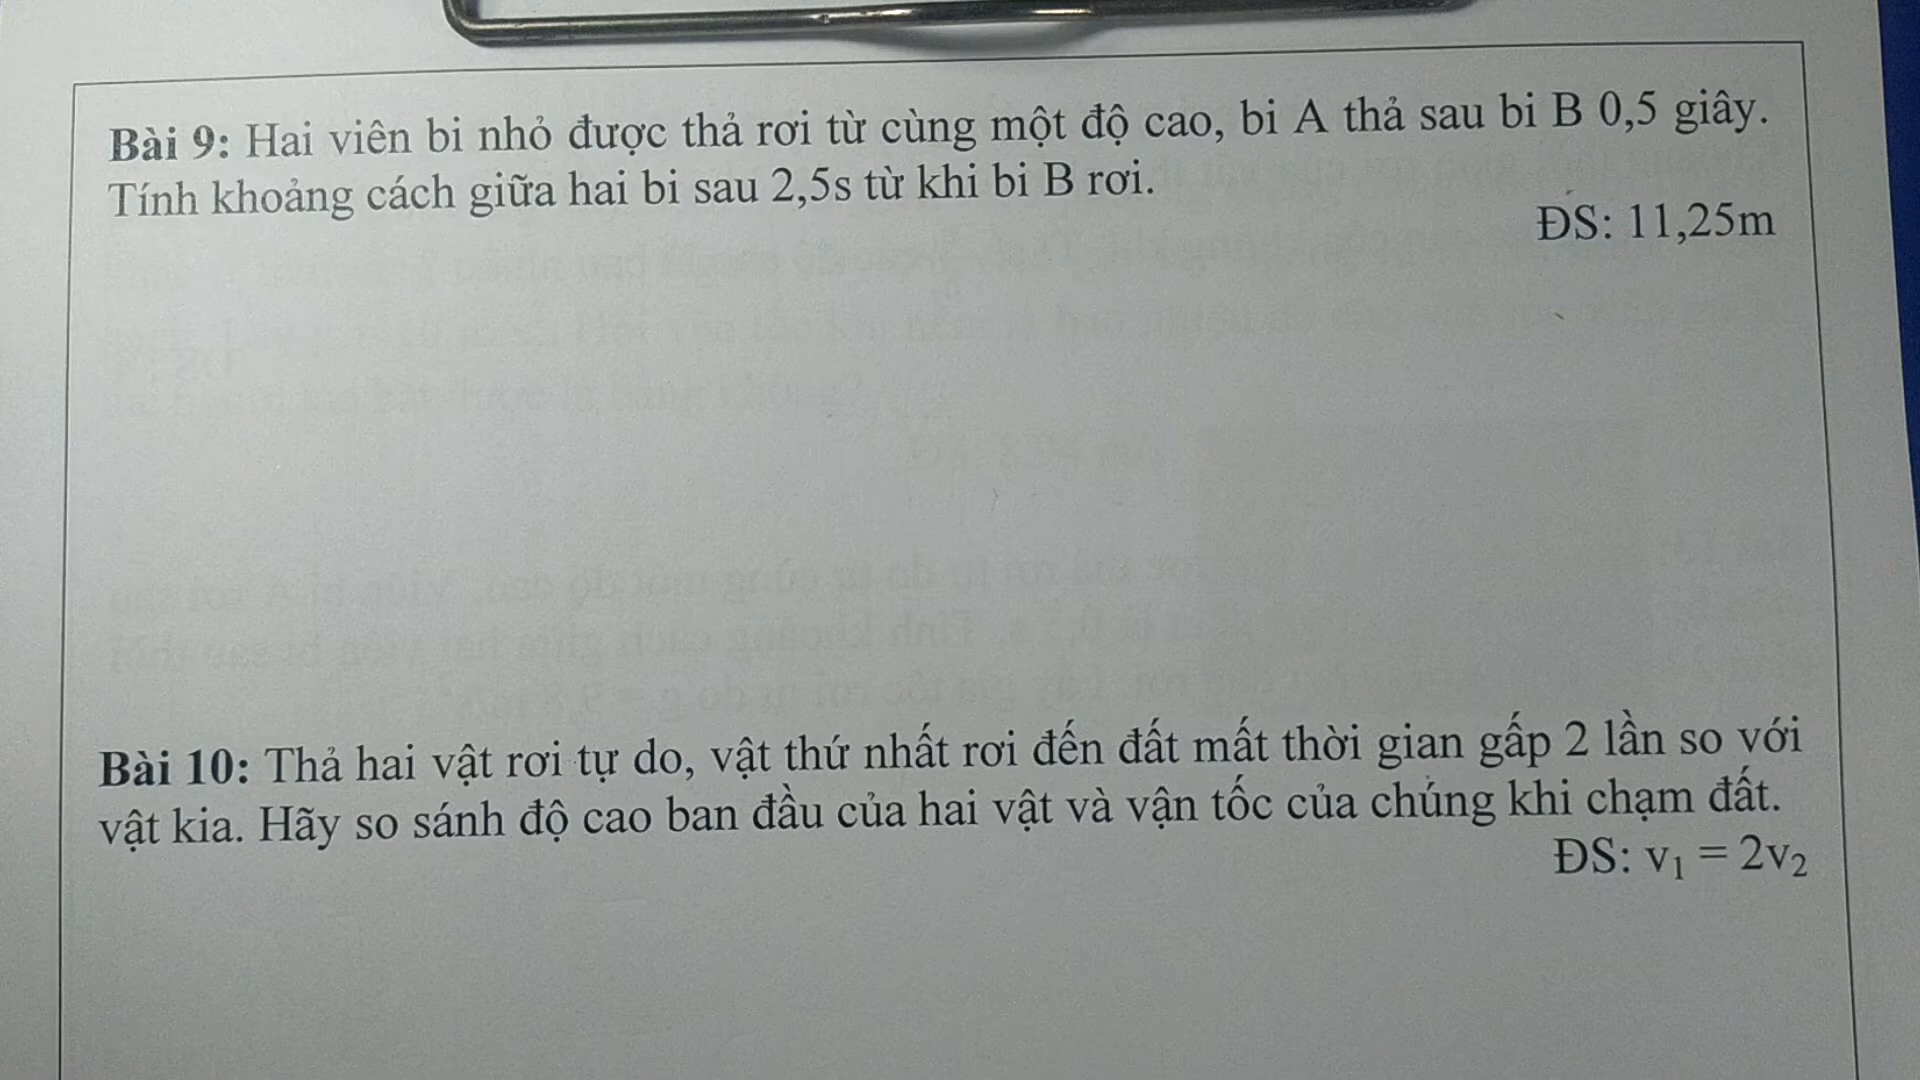 Bài 9: Hai viên bi nhỏ được thả rơi từ cùng một độ cao, bi A thả sau bi B 0,5 giây.
Tính khoảng cách giữa hai bi sau 2,5s từ khi bi B rơi.
ĐS: 11,25m
Bài 10: Thả hai vật rơi tự do, vật thứ nhất rơi đến đất mất thời gian gấp 2 lần so với
vật kia. Hãy so sánh độ cao ban đầu của hai vật và vận tốc của chúng khi chạm đất.
ĐS: v₁ = 2v₂